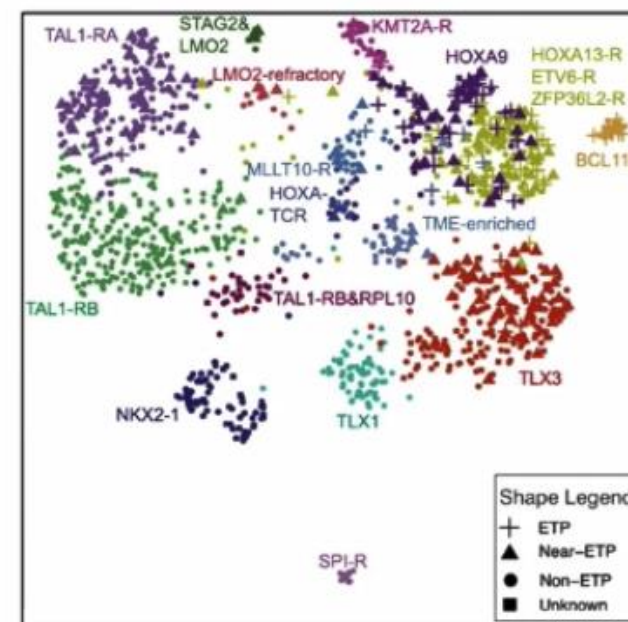 STAG2&
LMO2
KMT2A-R
TAL1-RA
HOXA9
HOXA13-R
ETV6-R
ZFP36L2-R
LMO2-refractory
BCL11
MLLT10-R
HOXA-
TCR
TME-enriched
TAL1-RB&RPL10
TAL1-RB
TLX3
NKX2-1
TLX1
SPI-R
Shape Legend
ETP
Near-ETP
Non-ETP
Unknown